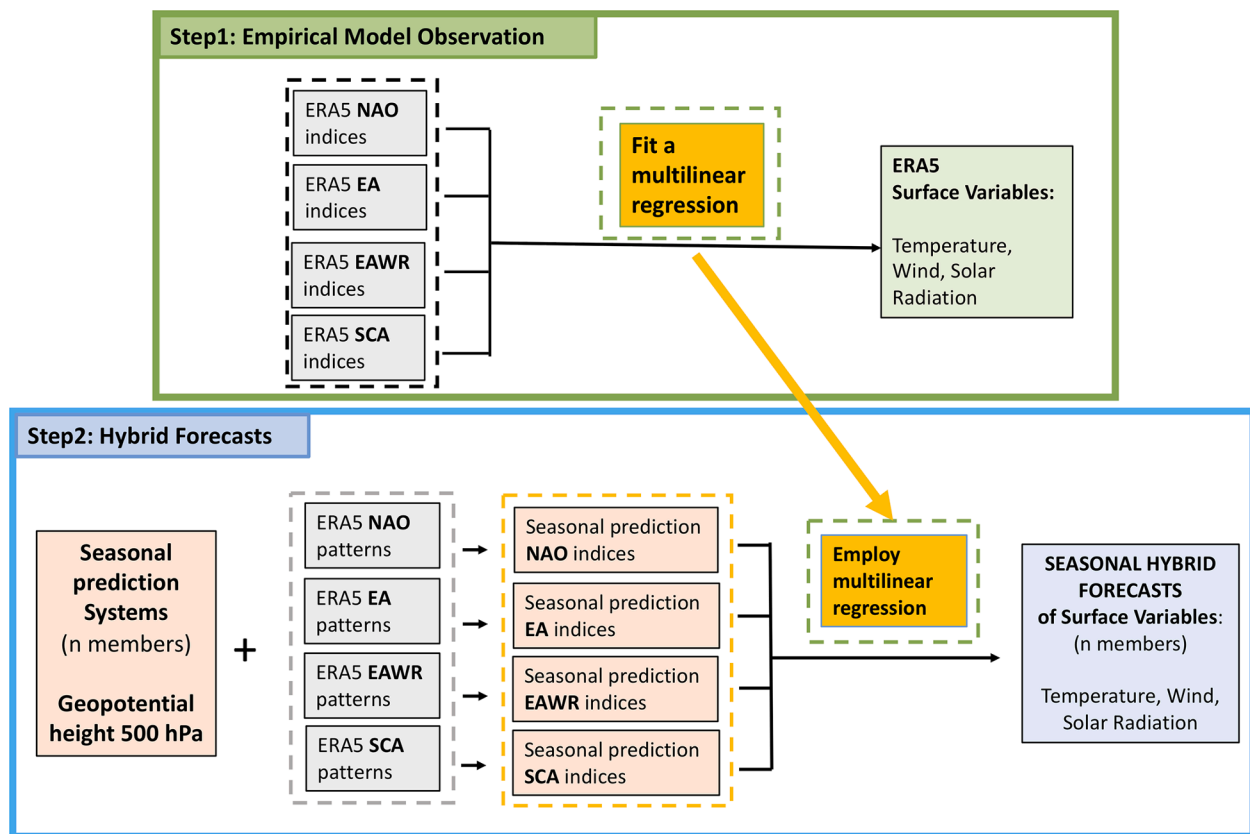 Step1: Empirical Model Observation
ERA5 NAO
indices
ERA5 EA
indices
ERA5 EAWR
indices
ERA5 SCA
indices
Fit a
multilinear
regression
ERA5
Surface Variables:
Temperature,
Wind, Solar
Radiation
Step2: Hybrid Forecasts
Seasonal
prediction
Systems
(n members)
Geopotential
height 500 hPa
+
ERA5 NAO
patterns
ERA5 EA
patterns
ERA5 EAWR
patterns
ERA5 SCA
patterns
Seasonal prediction
NAO indices
Seasonal prediction
EA indices
Seasonal prediction
EAWR indices
Seasonal prediction
SCA indices
Employ
multilinear
regression
SEASONAL HYBRID
FORECASTS
of Surface Variables:
(n members)
Temperature, Wind,
Solar Radiation